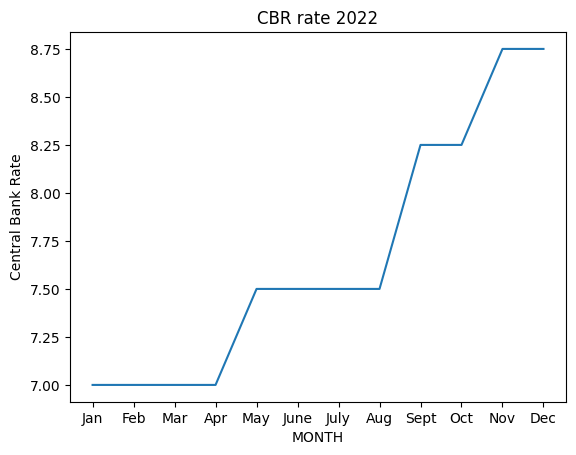 CBR rate 2022
Central Bank Rate
8.75
8.50
8.25
8.00
7.75
7.50
7.25
7.00
Jan Feb Mar Apr May June July Aug Sept Oct Nov Dec
MONTH